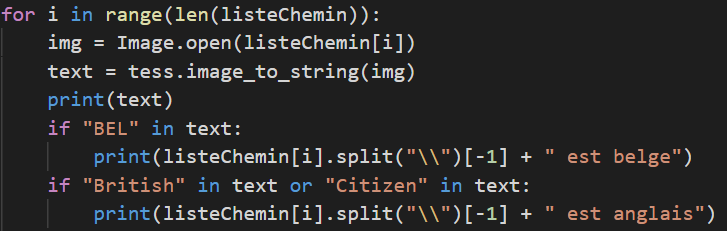 for i in range(len(listeChemin)):
    img = Image.open(listeChemin[i])
    text = tess.image_to_string(img)
    print(text)
    if "BEL" in text:
        print(listeChemin[i].split("\\")[-1] + " est belge")
    if "British" in text or "Citizen" in text:
        print(listeChemin[i].split("\\")[-1] + " est anglais")